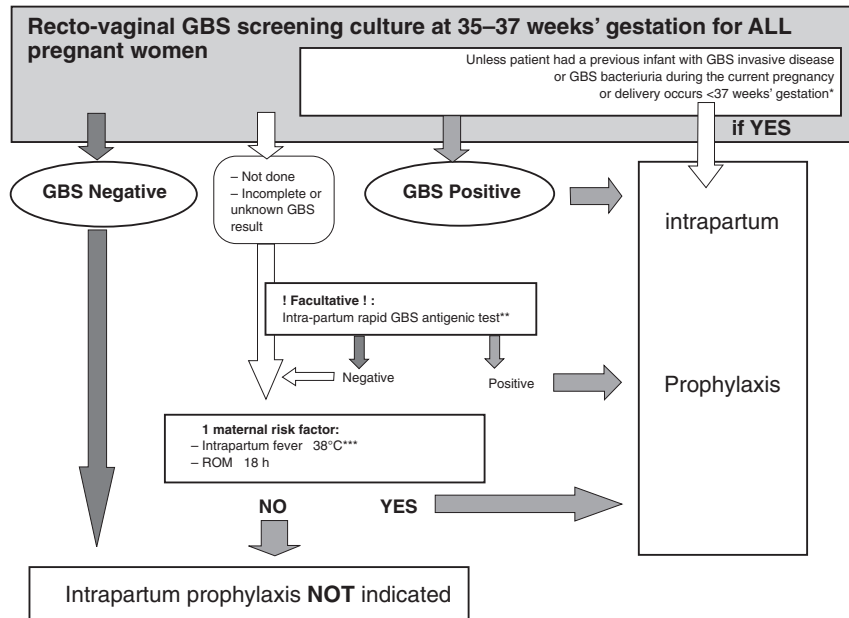 Recto-vaginal GBS screening culture at 35–37 weeks' gestation for ALL
pregnant women
Unless patient had a previous infant with GBS invasive disease
or GBS bacteriuria during the current pregnancy
or delivery occurs <37 weeks' gestation*
if YES
GBS Negative
– Not done
– Incomplete or
unknown GBS
result
GBS Positive
intrapartum
! Facultative ! :
Intra-partum rapid GBS antigenic test**
Negative
Positive
Prophylaxis
1 maternal risk factor:
– Intrapartum fever 38°C***
– ROM 18 h
NO
YES
Intrapartum prophylaxis NOT indicated